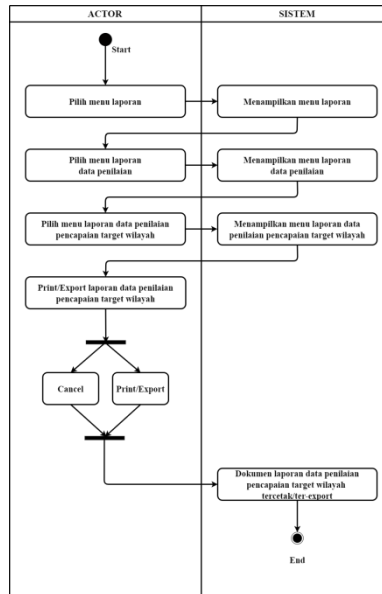 ACTOR
SISTEM
Start
Pilih menu laporan
Menampilkan menu laporan
Pilih menu laporan
data penilaian
Menampilkan menu laporan
data penilaian
Pilih menu laporan data penilaian
pencapaian target wilayah
Menampilkan menu laporan data
penilaian pencapaian target wilayah
Print/Export laporan data penilaian
pencapaian target wilayah
Cancel
Print/Export
Dokumen laporan data penilaian
pencapaian target wilayah
tercetak/ter-export
End